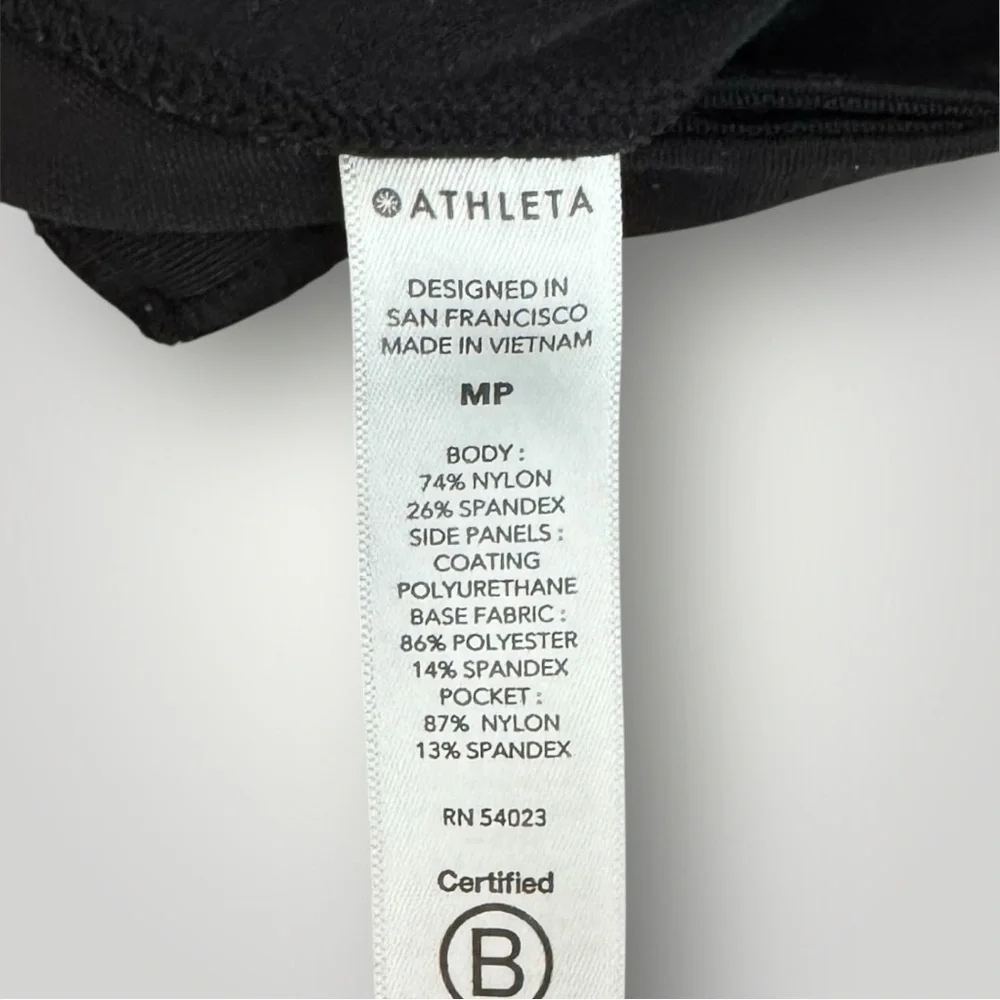 ATHLETA
DESIGNED IN
SAN FRANCISCO
MADE IN VIETNAM
MP
BODY :
74% NYLON
26% SPANDEX
SIDE PANELS :
COATING
POLYURETHANE
BASE FABRIC :
86% POLYESTER
14% SPANDEX
POCKET :
87% NYLON
13% SPANDEX
RN 54023
Certified
B